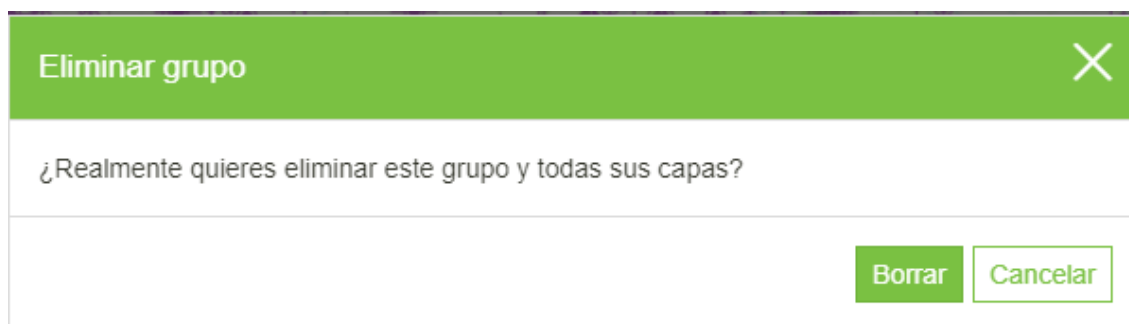 Eliminar grupo
¿Realmente quieres eliminar este grupo y todas sus capas?
Borrar
Cancelar